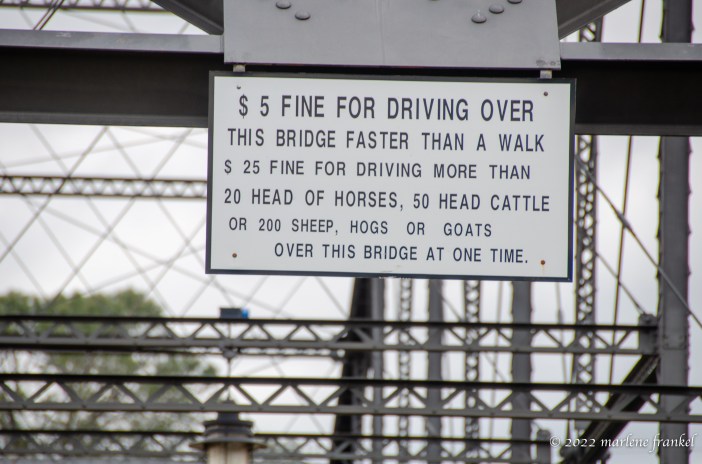 $ 5 FINE FOR DRIVING OVER
THIS BRIDGE FASTER THAN A WALK
$ 25 FINE FOR DRIVING MORE THAN
20 HEAD OF HORSES, 50 HEAD CATTLE
OR 200 SHEEP, HOGS OR GOATS
OVER THIS BRIDGE AT ONE TIME.
© 2022 marlene frankel